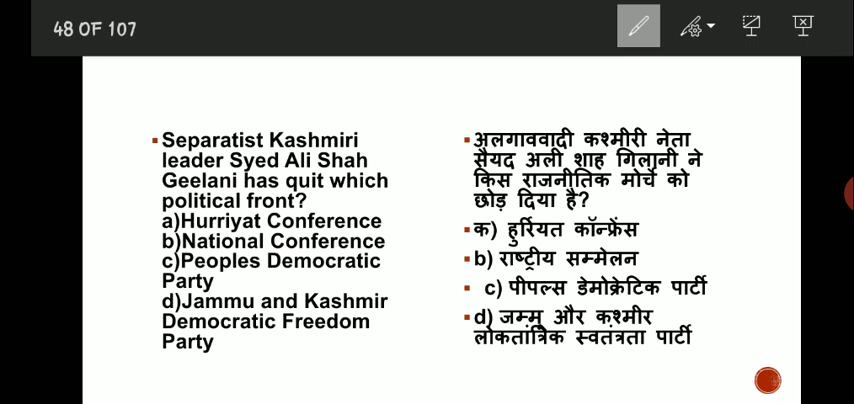 48 OF 107
Separatist Kashmiri
leader Syed Ali Shah
Geelani has quit which
political front?
a)Hurriyat Conference
b)National Conference
c)Peoples Democratic
Party
d)Jammu and Kashmir
Democratic Freedom
Party
अलगाववादी कश्मीरी नेता
सैयद अली शाह गिलानी ने
किस राजनीतिक मोर्चे को
छोड़ दिया है?
क) हुर्रियत कॉन्फ्रेंस
b) राष्ट्रीय सम्मेलन
c) पीपल्स डेमोक्रेटिक पार्टी
d) जम्मू और कश्मीर
लोकतांत्रिक स्वतंत्रता पार्टी